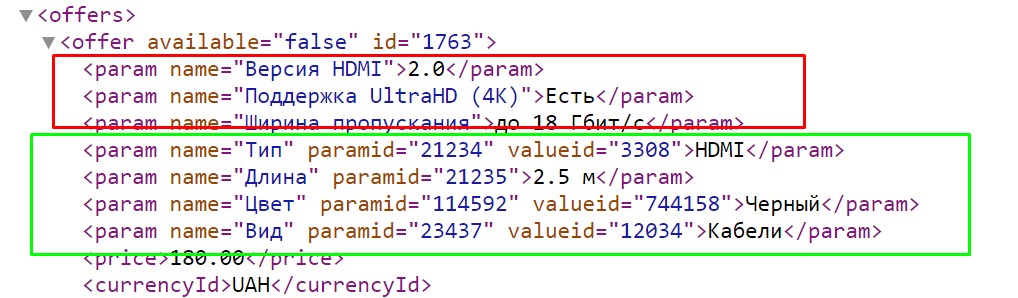 ▼<offers>
▼<offer available="false" id="1763">
<param name="Версия HDMI">2.0</param>
<param name="Поддержка UltraHD (4K)">Есть</param>
<param name="Ширина пропускания">до 18 Гбит/с</param>
<param name="Тип" paramid="21234" valueid="3308">HDMI</param>
<param name="Длина" paramid="21235">2.5 м</param>
<param name="Цвет" paramid="114592" valueid="744158">Черный</param>
<param name="Вид" paramid="23437" valueid="12034">Кабели</param>
<price>180.00</price>
<currencyId>UAH</currencyId>